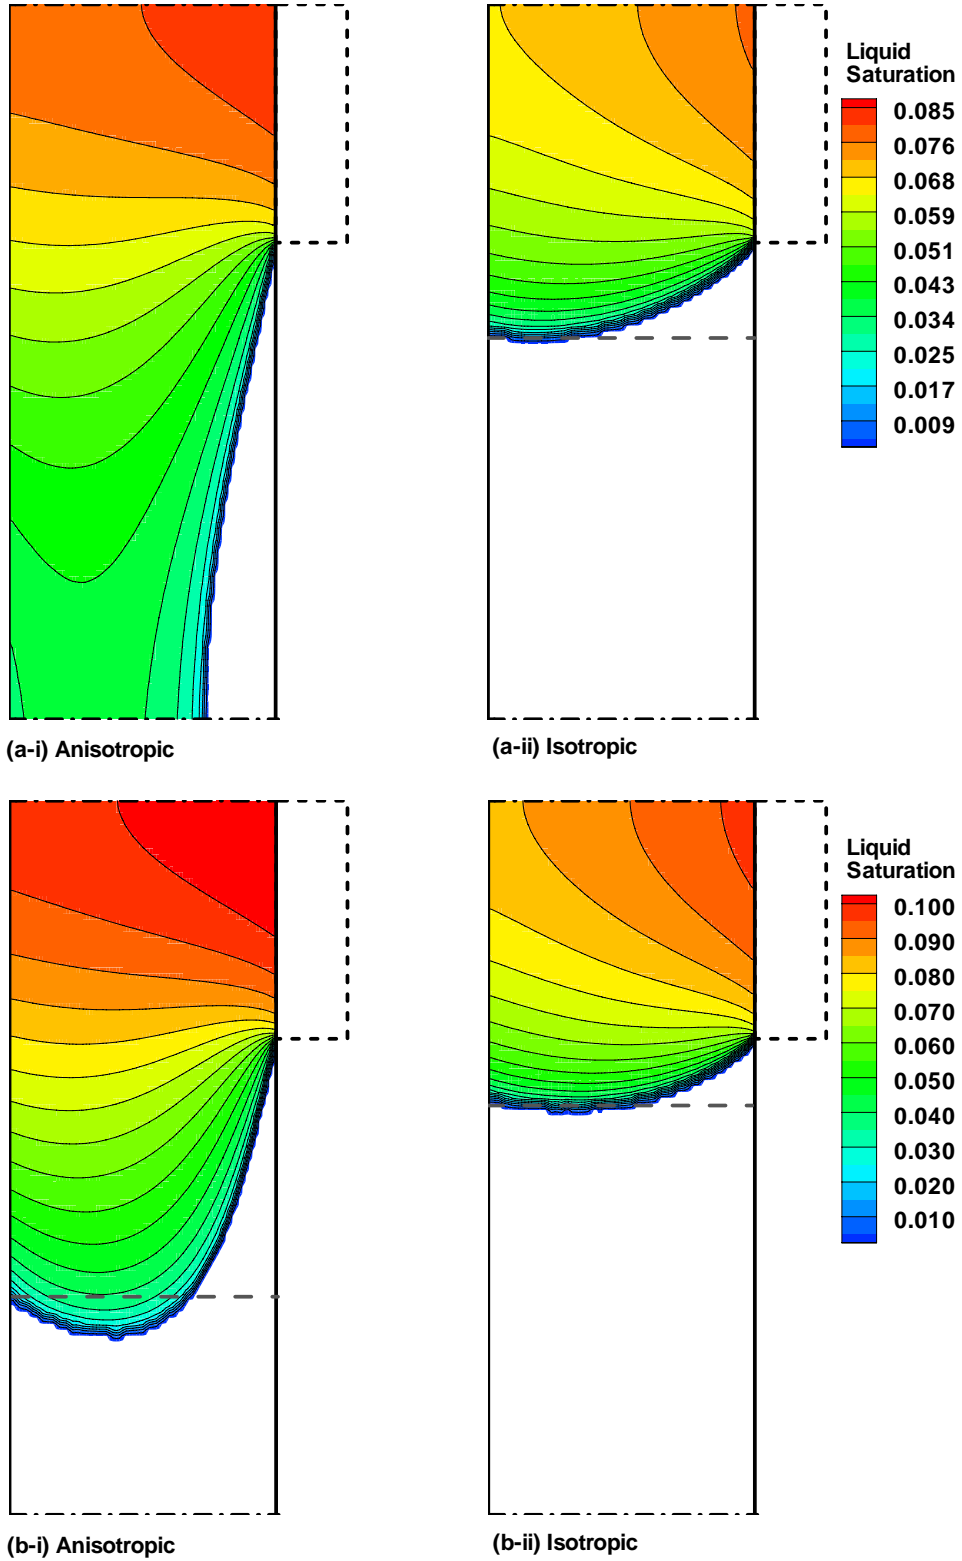 Liquid
Saturation
0.085
0.076
0.068
0.059
0.051
0.043
0.034
0.025
0.017
0.009
(a-i) Anisotropic
(a-ii) Isotropic
Liquid
Saturation
0.100
0.090
0.080
0.070
0.060
0.050
0.040
0.030
0.020
0.010
(b-i) Anisotropic
(b-ii) Isotropic